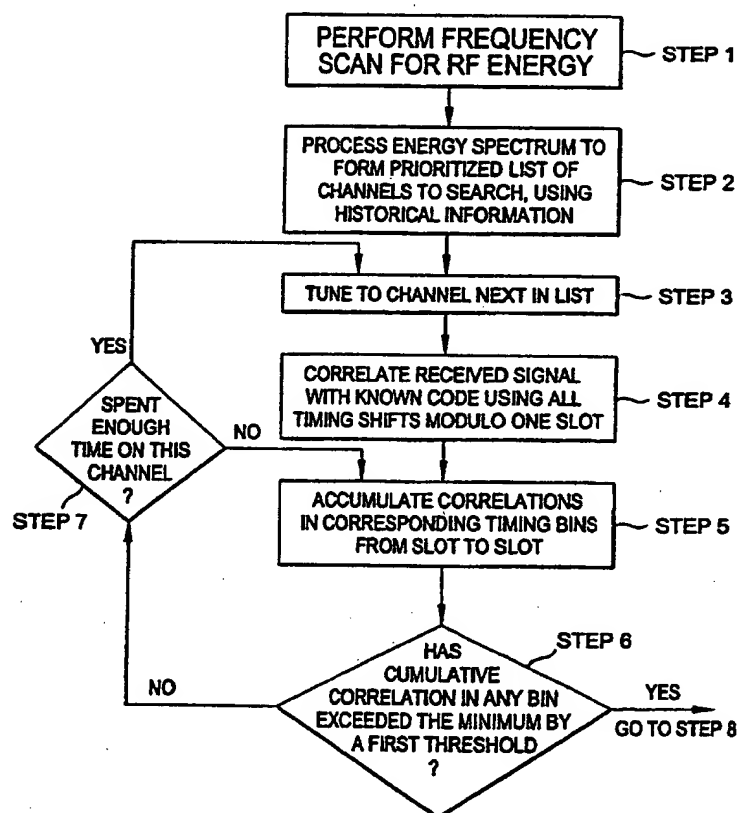 PERFORM FREQUENCY
SCAN FOR RF ENERGY
STEP 1
PROCESS ENERGY SPECTRUM TO
FORM PRIORITIZED LIST OF
CHANNELS TO SEARCH, USING
HISTORICAL INFORMATION
STEP 2
TUNE TO CHANNEL NEXT IN LIST
STEP 3
YES
CORRELATE RECEIVED SIGNAL
WITH KNOWN CODE USING ALL
TIMING SHIFTS MODULO ONE SLOT
STEP 4
SPENT
ENOUGH
TIME ON THIS
CHANNEL
?
NO
STEP 7
ACCUMULATE CORRELATIONS
IN CORRESPONDING TIMING BINS
FROM SLOT TO SLOT
STEP 5
STEP 6
HAS
CUMULATIVE
CORRELATION IN ANY BIN
EXCEEDED THE MINIMUM BY
A FIRST THRESHOLD
?
NO
YES
GO TO STEP 8